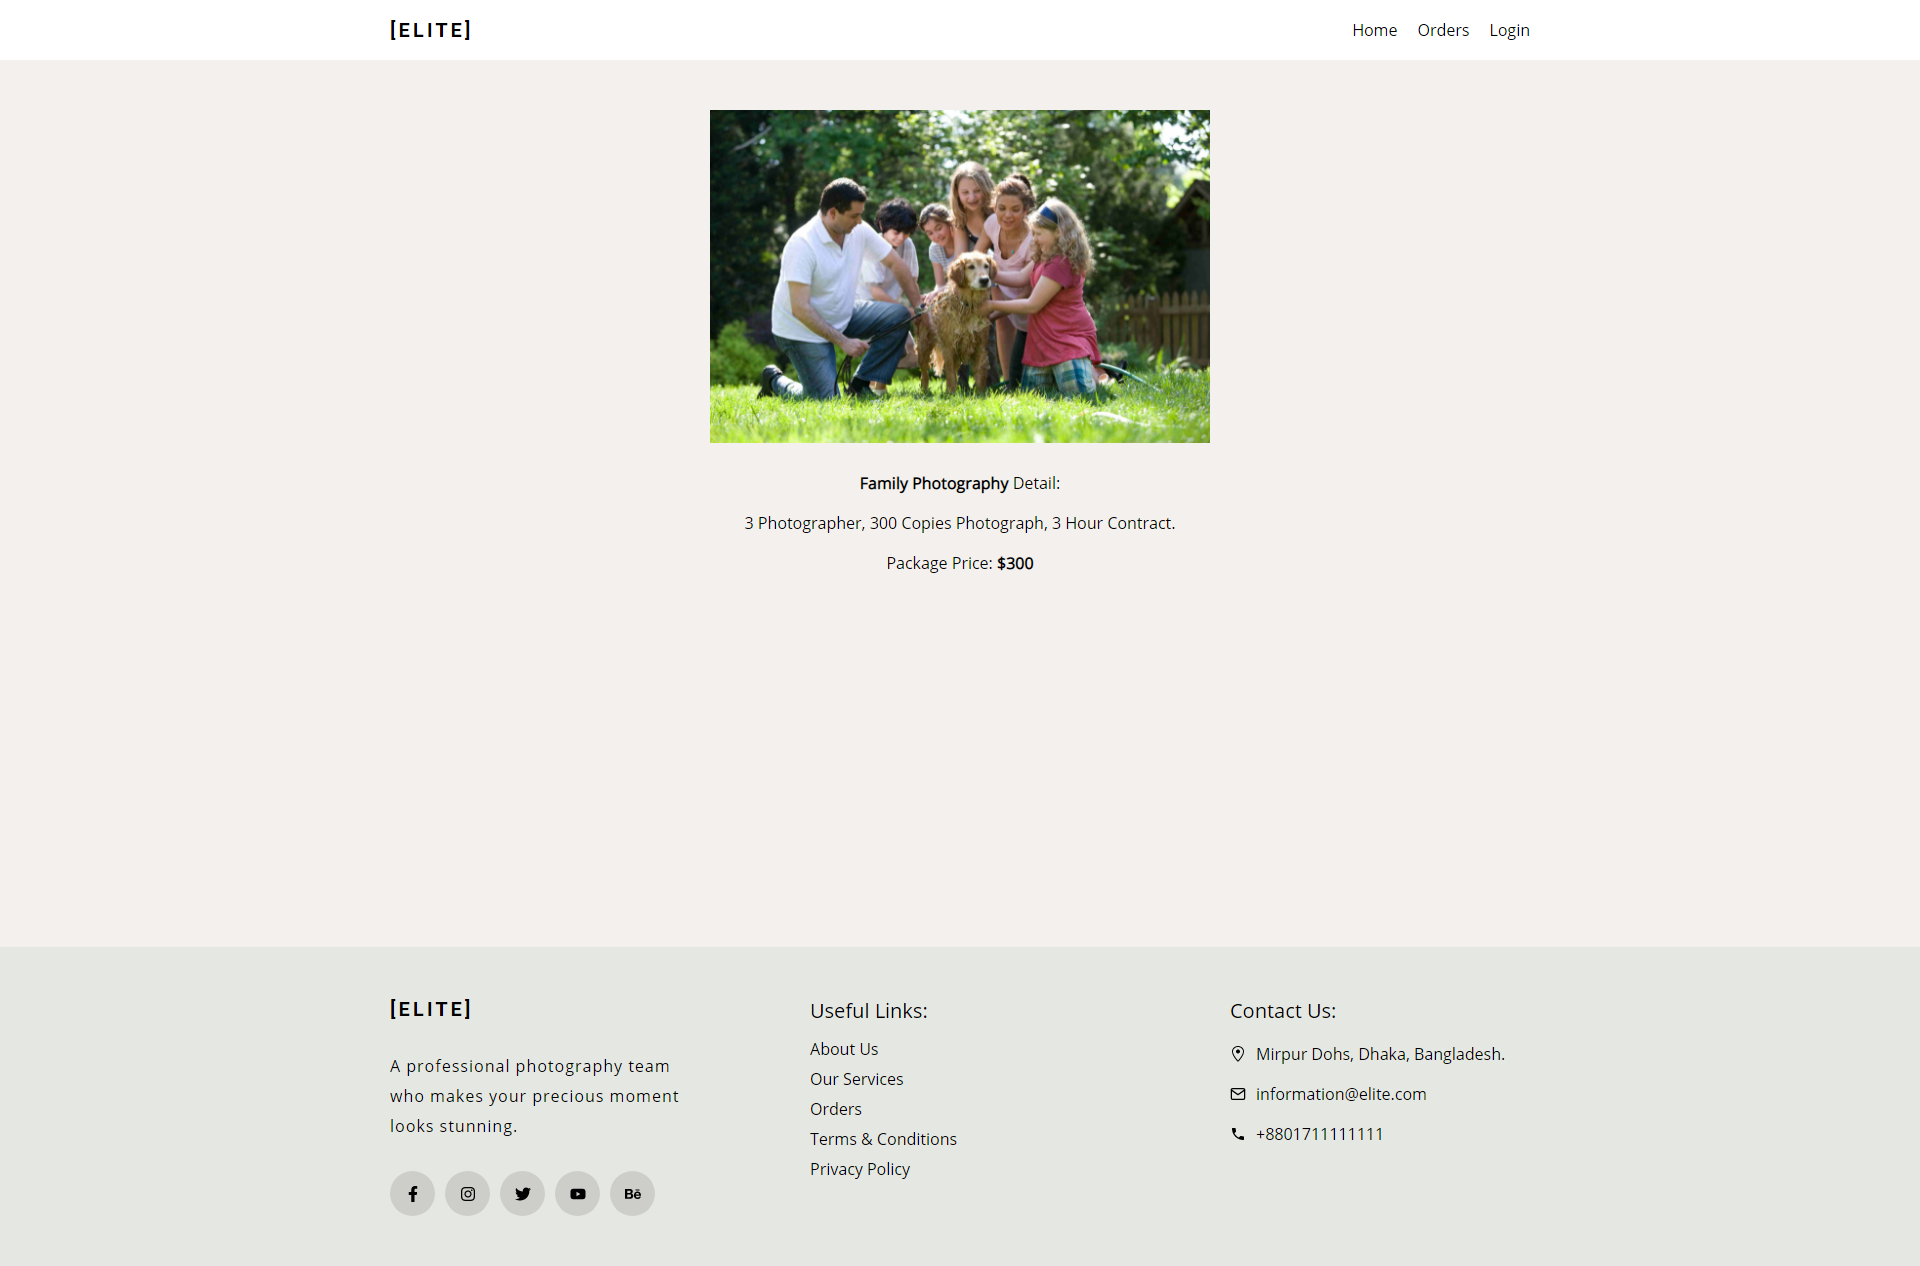 [ELITE]
Home Orders Login
Family Photography Detail:
3 Photographer, 300 Copies Photograph, 3 Hour Contract.
Package Price: $300
[ELITE]
A professional photography team
who makes your precious moment
looks stunning.
Bē
Useful Links:
About Us
Our Services
Orders
Terms & Conditions
Privacy Policy
Contact Us:
Mirpur Dohs, Dhaka, Bangladesh.
information@elite.com
+8801711111111